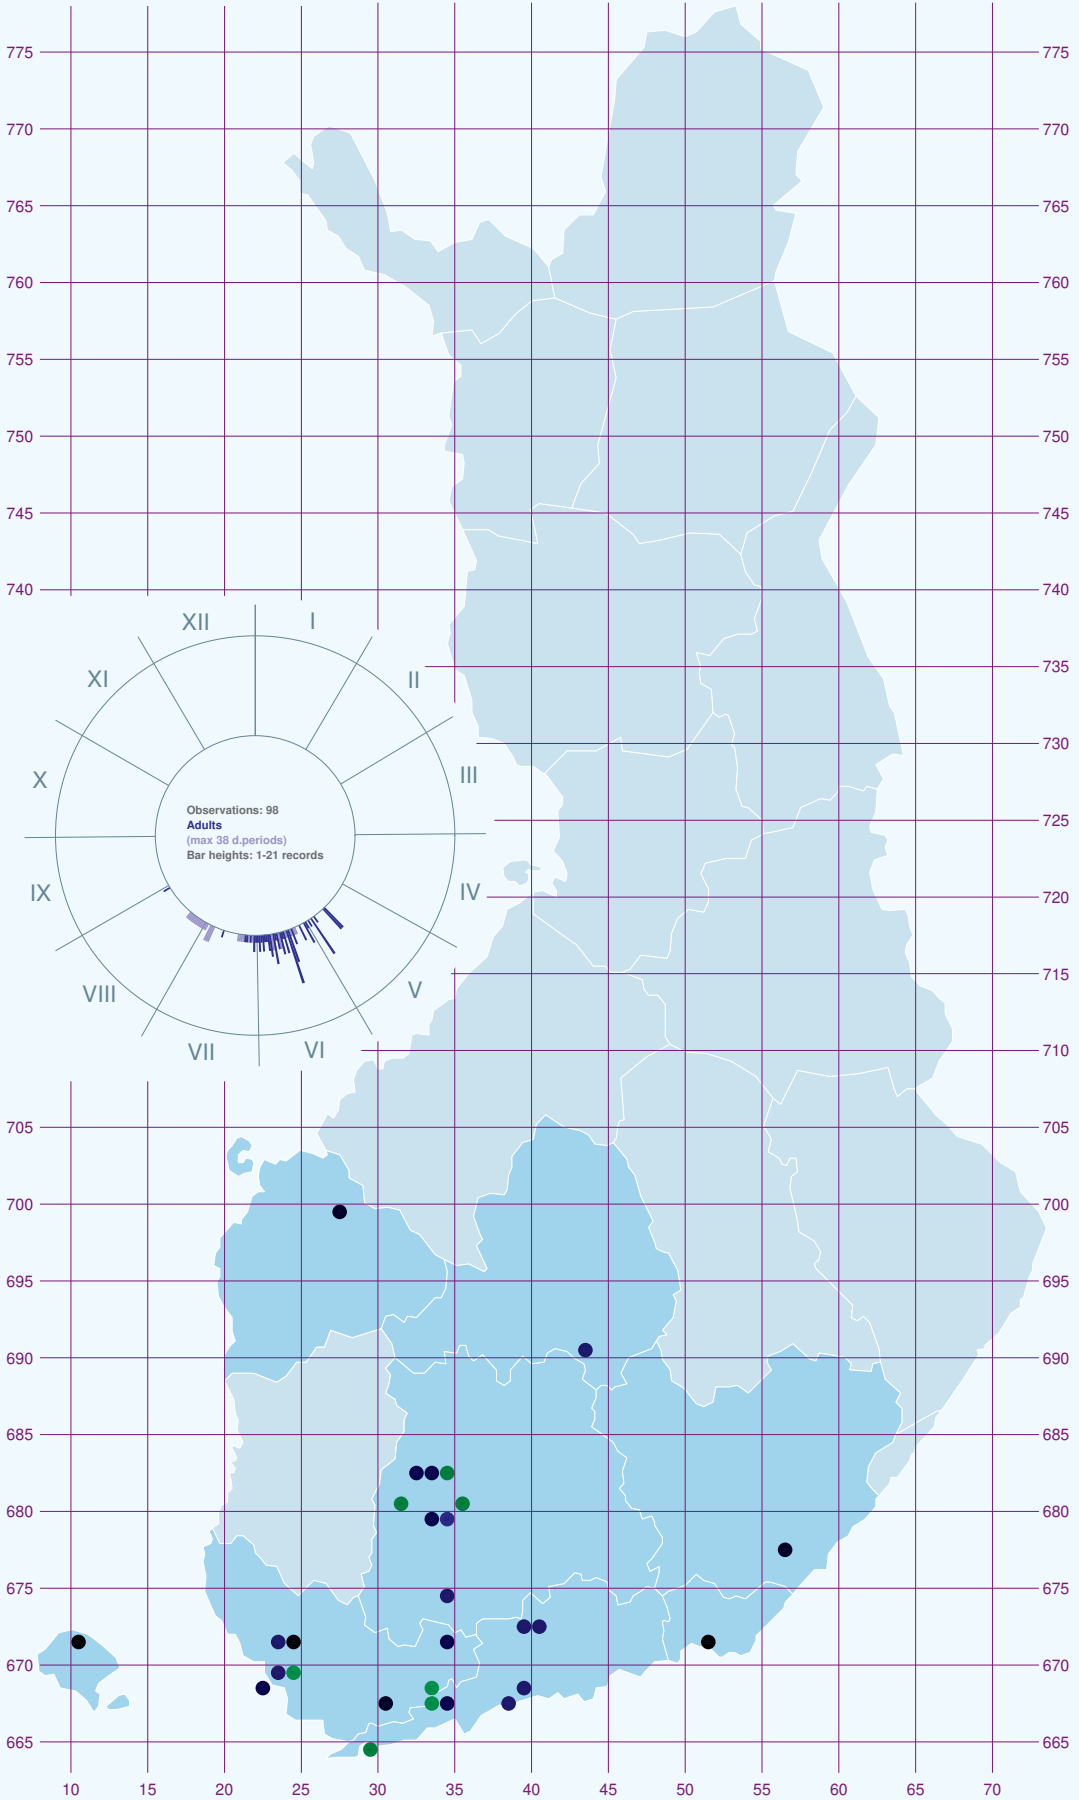 775 775
770 770
765 765
760 760
755 755
750 750
745 745
740 740
XII I
735
XI II
730 730
X III
Observations: 98
Adults
(max 38 d.periods)
Bar heights: 1-21 records
725
IX IV
720
VIII V
715
VII VI
710
705 705
700 700
695 695
690 690
685 685
680 680
675 675
670 670
665 665
10 15 20 25 30 35 40 45 50 55 60 65 70